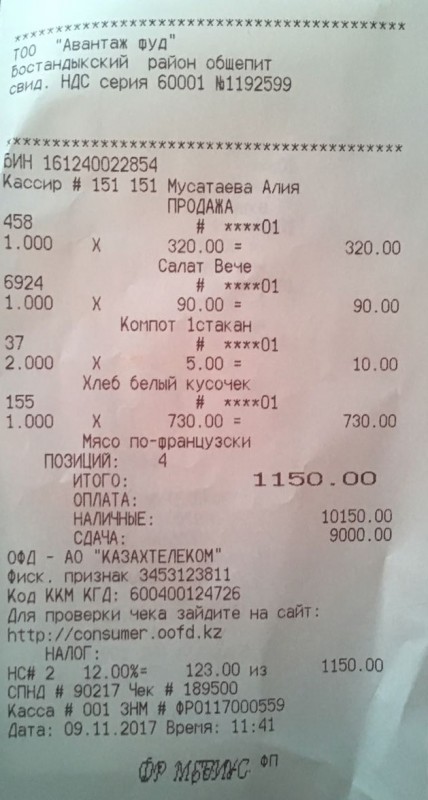 ************************************
ТОО "Авантаж фуд"
Бостандыкский район общепит
свид. НДС серия 60001 №1192599
************************************
БИН 161240022854
Кассир # 151 151 Мусатаева Алия
ПРОДАЖА
458 # ****01
1.000 X 320.00 = 320.00
Салат Вече
6924 # ****01
1.000 X 90.00 = 90.00
Компот 1стакан
37 # ****01
2.000 X 5.00 = 10.00
Хлеб белый кусочек
155 # ****01
1.000 X 730.00 = 730.00
Мясо по-французски
ПОЗИЦИЙ: 4
ИТОГО: 1150.00
ОПЛАТА:
НАЛИЧНЫЕ: 10150.00
СДАЧА: 9000.00
ОФД - АО "КАЗАХТЕЛЕКОМ"
Фиск. признак 3453123811
Код ККМ КГД: 600400124726
Для проверки чека зайдите на сайт:
http://consumer.oofd.kz
НАЛОГ:
НС# 2 12.00%= 123.00 из 1150.00
СПНД # 90217 Чек # 189500
Касса # 001 ЗНМ # ФР0117000559
Дата: 09.11.2017 Время: 11:41
ФР ФП